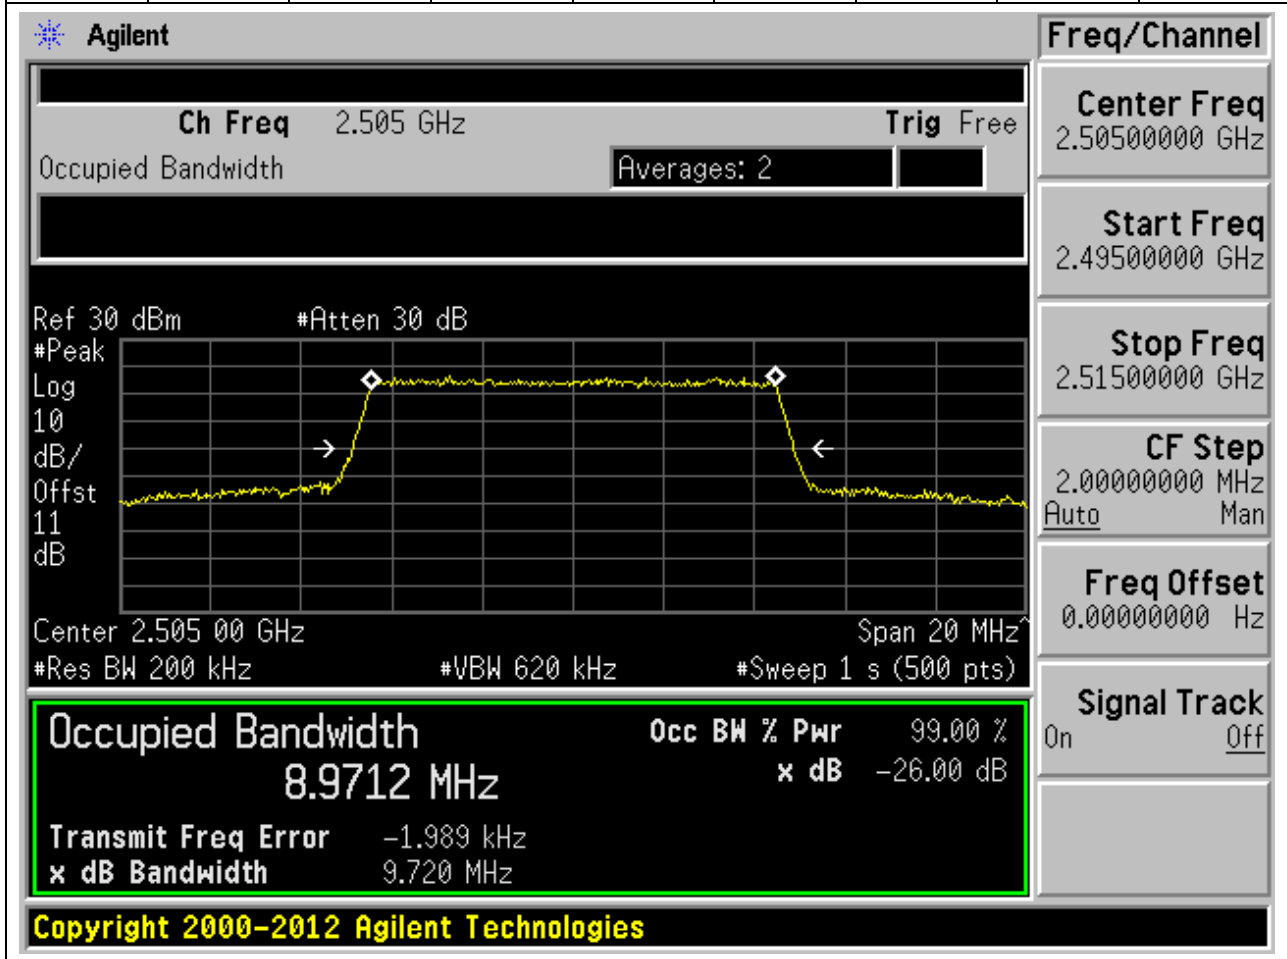 Agilent
Freq/Channel
Ch Freq 2.505 GHz Trig Free
Occupied Bandwidth Averages: 2
Center Freq
2.50500000 GHz
Start Freq
2.49500000 GHz
Stop Freq
2.51500000 GHz
CF Step
2.00000000 MHz
Auto Man
Freq Offset
0.00000000 Hz
Signal Track
On Off
Ref 30 dBm #Atten 30 dB
#Peak
Log
10
dB/
Offst
11
dB
Center 2.505 00 GHz Span 20 MHz^
#Res BW 200 kHz #VBW 620 kHz #Sweep 1 s (500 pts)
Occupied Bandwidth Occ BW % Pwr 99.00 %
8.9712 MHz x dB -26.00 dB
Transmit Freq Error -1.989 kHz
x dB Bandwidth 9.720 MHz
Copyright 2000-2012 Agilent Technologies